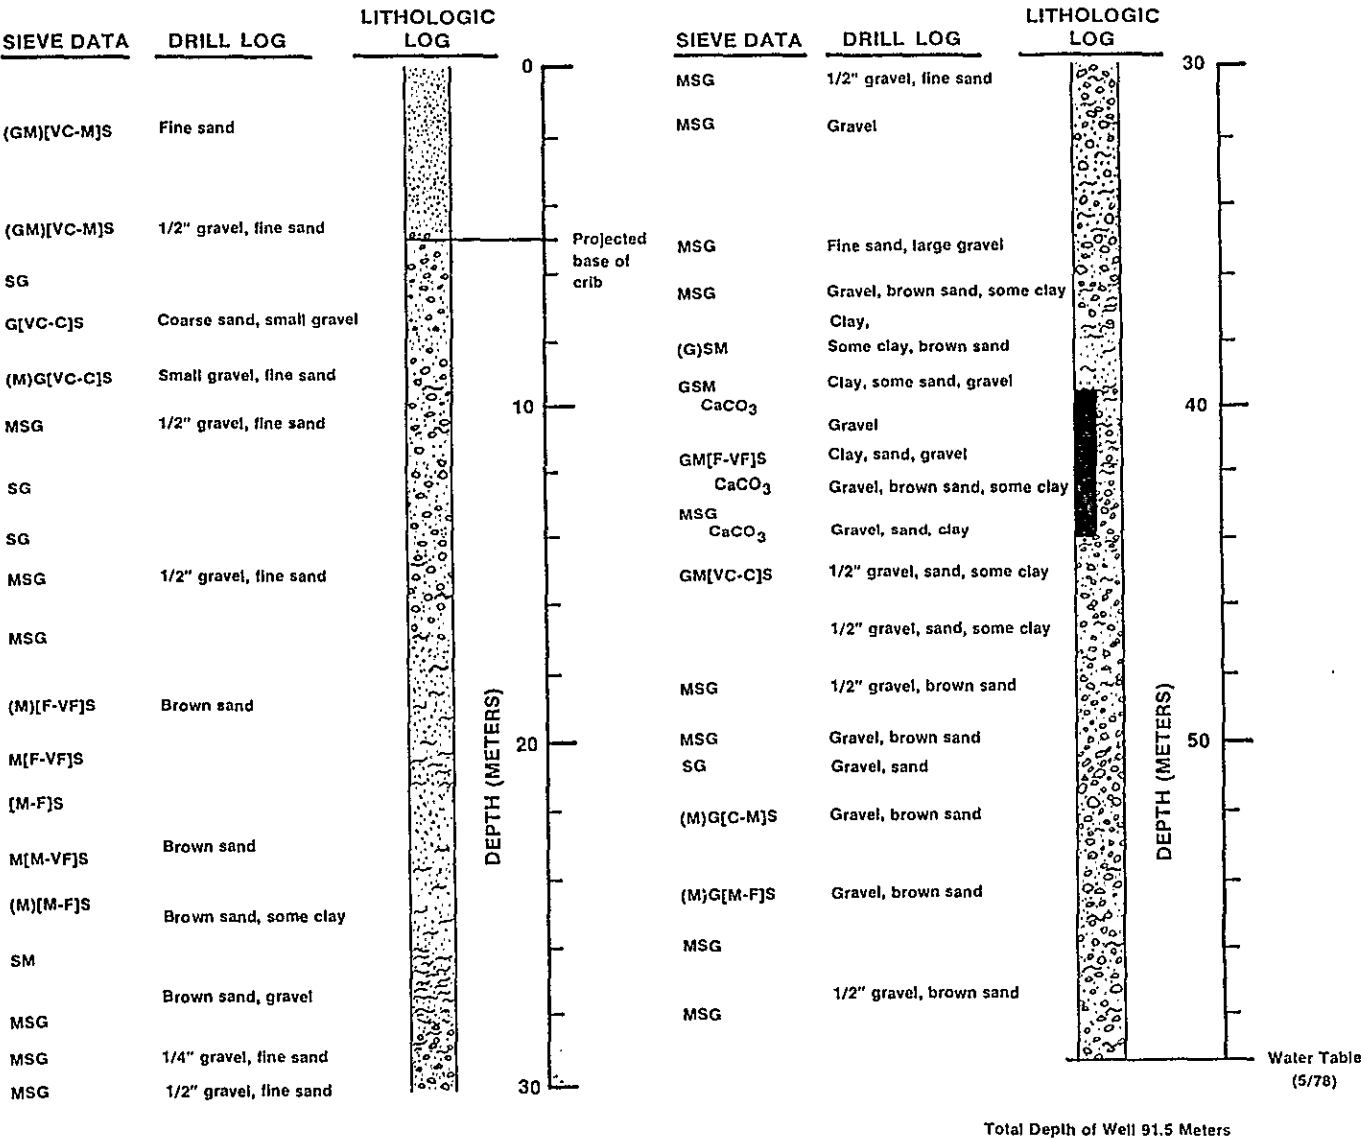 LITHOLOGIC
SIEVE DATA DRILL LOG LOG
0
(GM)[VC-M]S Fine sand
(GM)[VC-M]S 1/2" gravel, fine sand
Projected
base of
crib
SG
G[VC-C]S Coarse sand, small gravel
(M)G[VC-C]S Small gravel, fine sand
10
MSG 1/2" gravel, fine sand
SG
SG
MSG 1/2" gravel, fine sand
MSG
(M)[F-VF]S Brown sand
20
M[F-VF]S
[M-F]S
DEPTH (METERS)
Brown sand
M[M-VF]S
(M)[M-F]S
Brown sand, some clay
SM
Brown sand, gravel
MSG
MSG 1/4" gravel, fine sand
30
MSG 1/2" gravel, fine sand
LITHOLOGIC
SIEVE DATA DRILL LOG LOG
30
MSG 1/2" gravel, fine sand
MSG Gravel
MSG Fine sand, large gravel
MSG Gravel, brown sand, some clay
Clay,
(G)SM Some clay, brown sand
GSM Clay, some sand, gravel
CaCO3
40
Gravel
GM[F-VF]S Clay, sand, gravel
CaCO3 Gravel, brown sand, some clay
MSG
CaCO3 Gravel, sand, clay
GM[VC-C]S 1/2" gravel, sand, some clay
1/2" gravel, sand, some clay
MSG 1/2" gravel, brown sand
MSG Gravel, brown sand
50
SG Gravel, sand
DEPTH (METERS)
(M)G[C-M]S Gravel, brown sand
(M)G[M-F]S Gravel, brown sand
MSG
1/2" gravel, brown sand
MSG
Water Table
(5/78)
Total Depth of Well 91.5 Meters